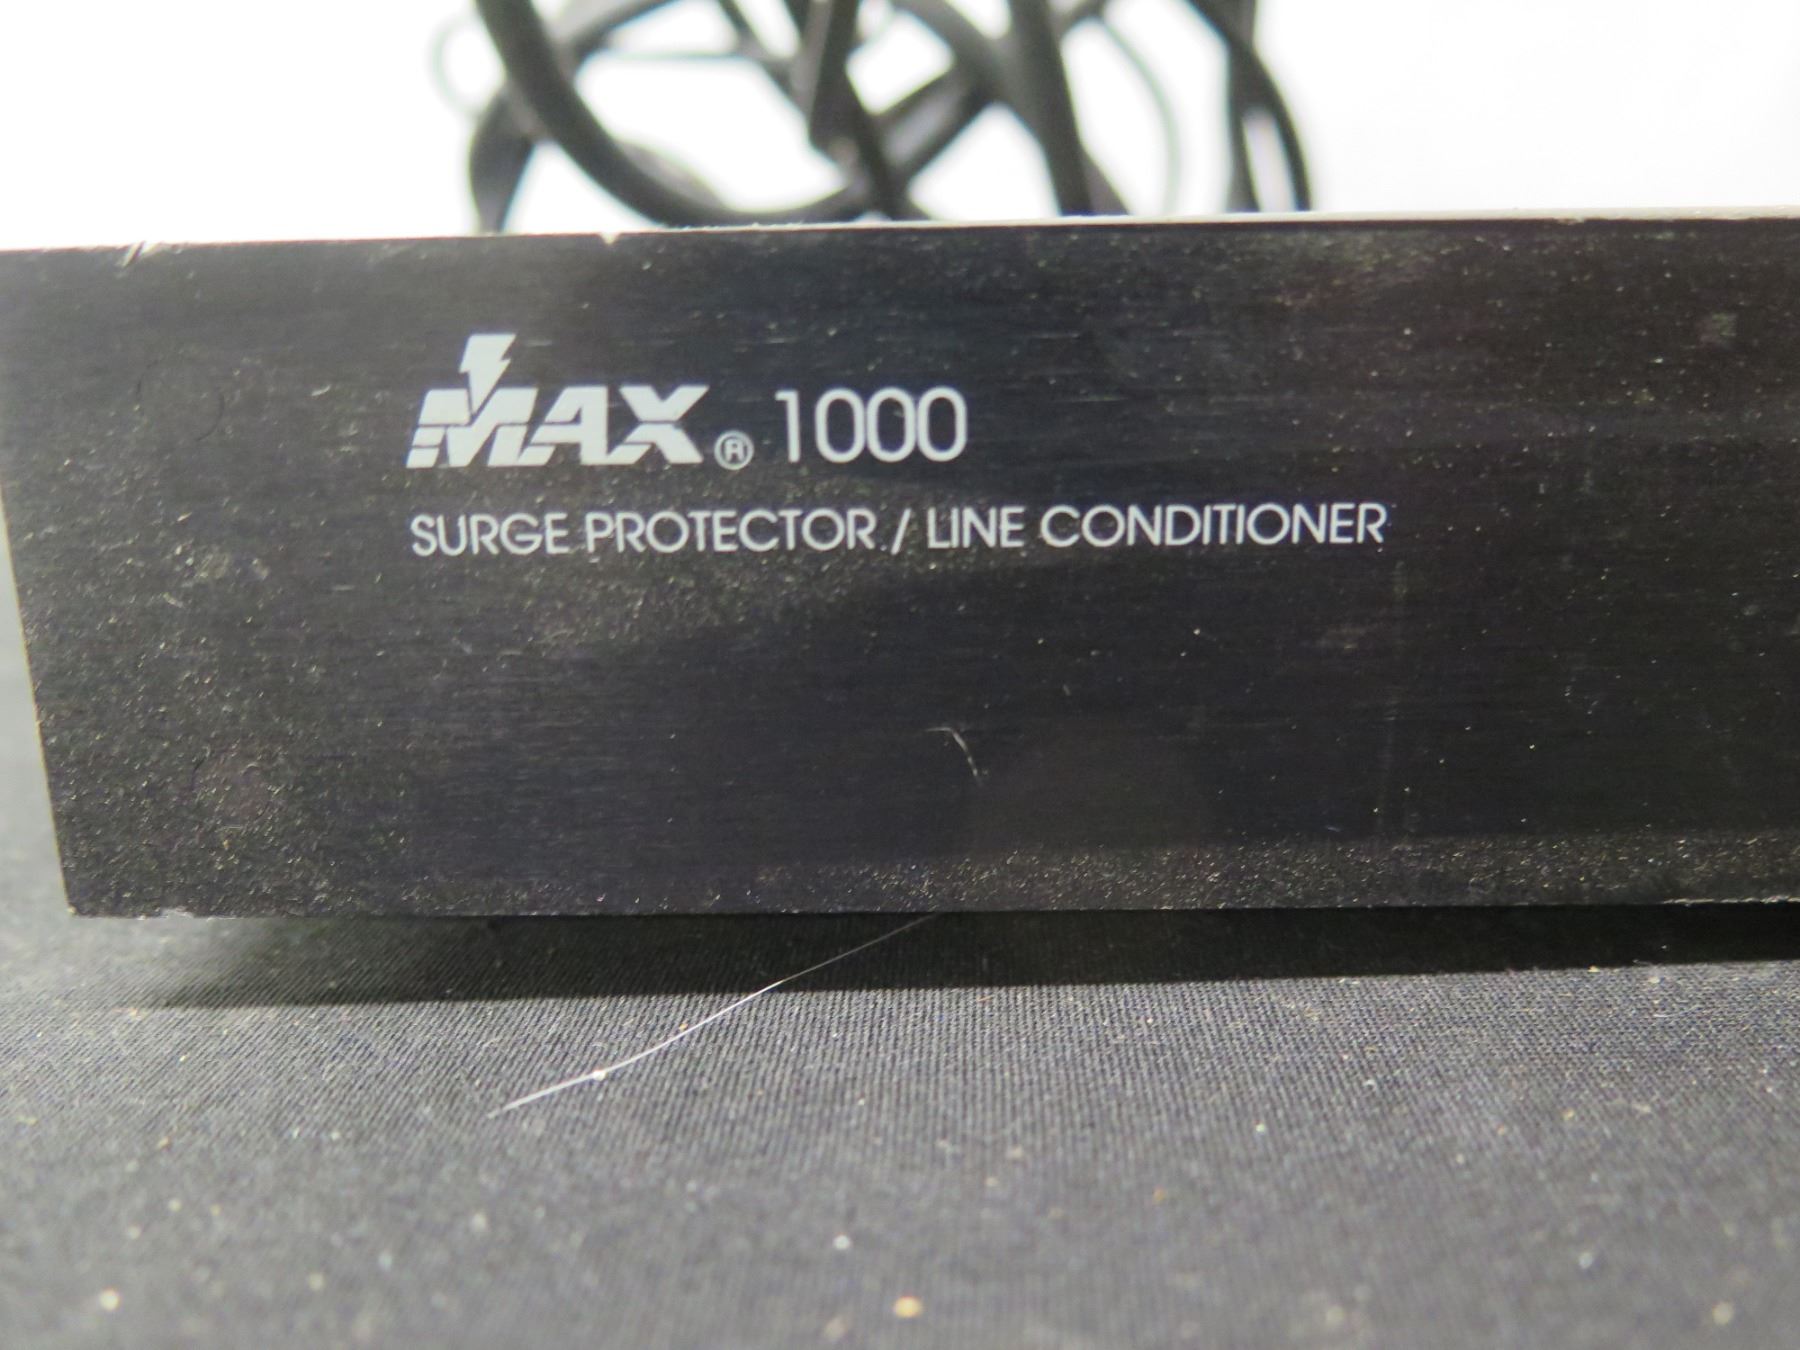 MAX® 1000
SURGE PROTECTOR / LINE CONDITIONER